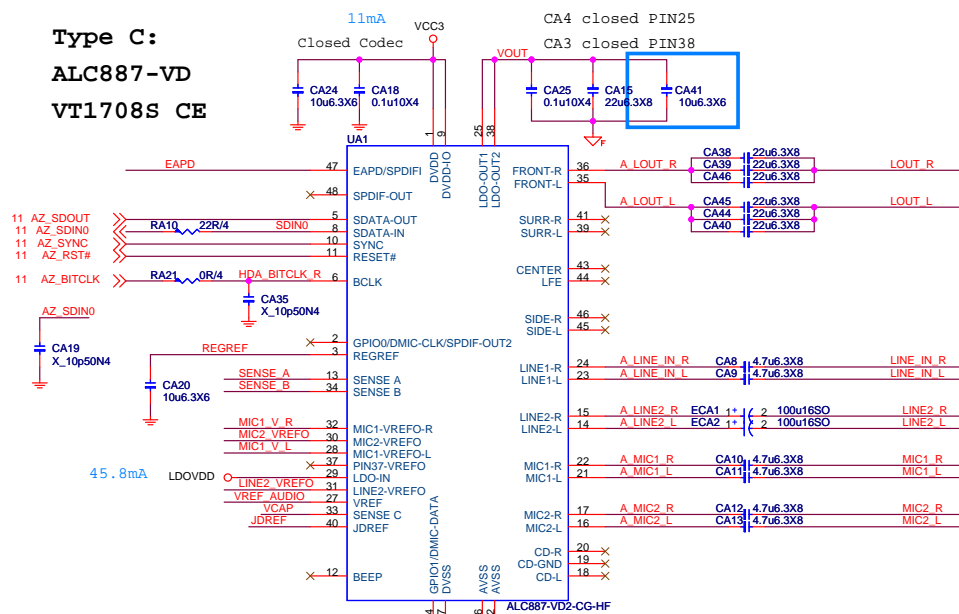 Type C:
ALC887-VD
VT1708S CE
11mA
Closed Codec
VCC3
CA4 closed PIN25
CA3 closed PIN38
VOUT
CA24
10u6.3X6
CA18
0.1u10X4
CA25
0.1u10X4
CA15
22u6.3X8
CA41
10u6.3X6
F
UA1
1
9
25
38
DVDD
DVDD-IO
LDO-OUT1
LDO-OUT2
EAPD
47
EAPD/SPDIFI
48
SPDIF-OUT
11 AZ_SDOUT
5
SDATA-OUT
11 AZ_SDIN0
RA10
22R/4
SDIN0
8
SDATA-IN
11 AZ_SYNC
10
SYNC
11 AZ_RST#
11
RESET#
11 AZ_BITCLK
RA21
0R/4
HDA_BITCLK_R
6
BCLK
CA35
X_10p50N4
AZ_SDIN0
CA19
X_10p50N4
2
GPIO0/DMIC-CLK/SPDIF-OUT2
REGREF
3
REGREF
CA20
10u6.3X6
SENSE_A
13
SENSE A
SENSE_B
34
SENSE B
MIC1_V_R
32
MIC1-VREFO-R
MIC2_VREFO
30
MIC2-VREFO
MIC1_V_L
28
MIC1-VREFO-L
37
PIN37-VREFO
45.8mA
LDOVDD
29
LDO-IN
LINE2_VREFO
31
LINE2-VREFO
VREF_AUDIO
27
VREF
VCAP
33
SENSE C
JDREF
40
JDREF
12
BEEP
GPIO1/DMIC-DATA
DVSS
AVSS
AVSS
4
7
6
2
ALC887-VD2-CG-HF
FRONT-R
36
A_LOUT_R
CA38
22u6.3X8
CA39
22u6.3X8
CA46
22u6.3X8
LOUT_R
FRONT-L
35
A_LOUT_L
CA45
22u6.3X8
CA44
22u6.3X8
CA40
22u6.3X8
LOUT_L
SURR-R
41
SURR-L
39
CENTER
43
LFE
44
SIDE-R
46
SIDE-L
45
LINE1-R
24
A_LINE_IN_R
CA8
4.7u6.3X8
LINE_IN_R
LINE1-L
23
A_LINE_IN_L
CA9
4.7u6.3X8
LINE_IN_L
LINE2-R
15
A_LINE2_R
ECA1
1
+
2
100u16SO
LINE2_R
LINE2-L
14
A_LINE2_L
ECA2
1
+
2
100u16SO
LINE2_L
MIC1-R
22
A_MIC1_R
CA10
4.7u6.3X8
MIC1_R
MIC1-L
21
A_MIC1_L
CA11
4.7u6.3X8
MIC1_L
MIC2-R
17
A_MIC2_R
CA12
4.7u6.3X8
MIC2_R
MIC2-L
16
A_MIC2_L
CA13
4.7u6.3X8
MIC2_L
CD-R
20
CD-GND
19
CD-L
18